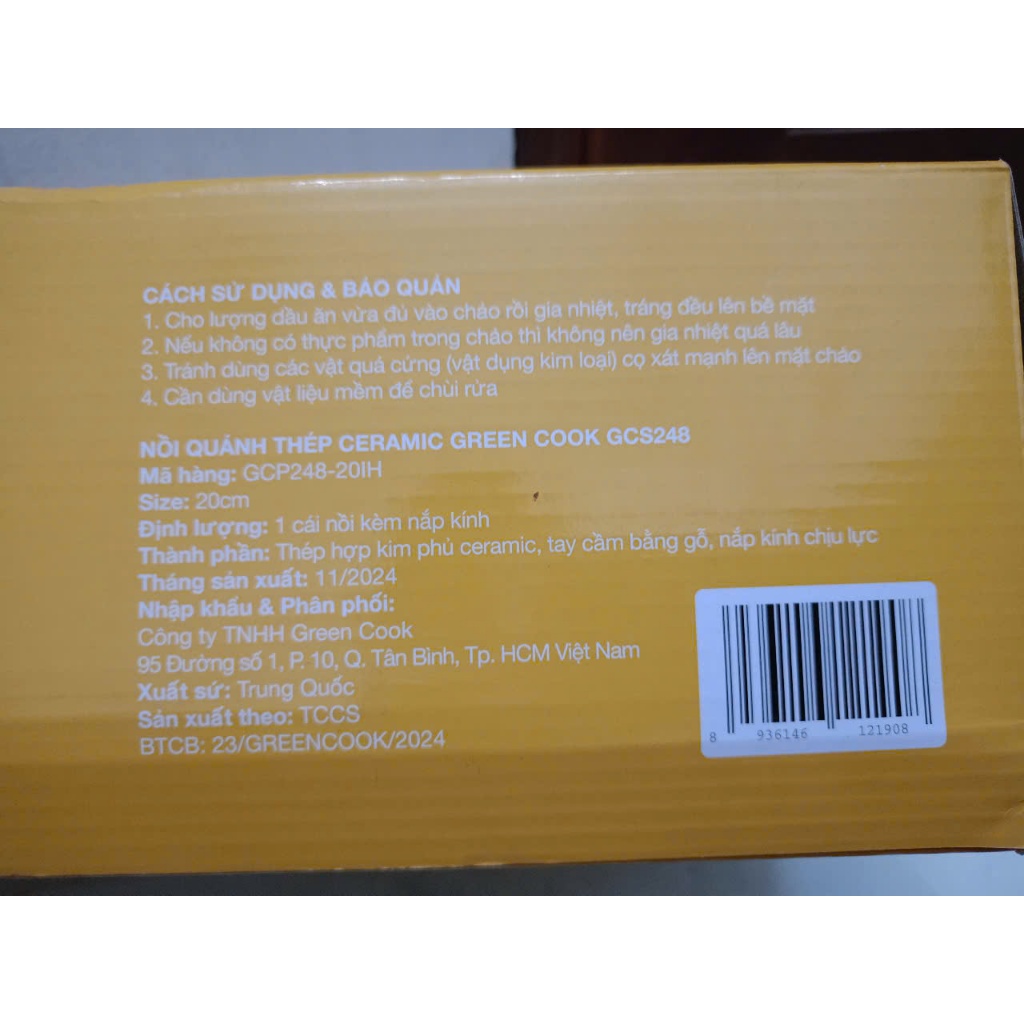 CÁCH SỬ DỤNG & BẢO QUẢN
1. Cho lượng dầu ăn vừa đủ vào chảo rồi gia nhiệt, tráng đều lên bề mặt
2. Nếu không có thực phẩm trong chảo thì không nên gia nhiệt quá lâu
3. Tránh dùng các vật quá cứng (vật dụng kim loại) cọ xát mạnh lên mặt chảo
4. Cần dùng vật liệu mềm để chùi rửa
NỒI QUÁNH THÉP CERAMIC GREEN COOK GCS248
Mã hàng: GCP248-20IH
Size: 20cm
Định lượng: 1 cái nồi kèm nắp kính
Thành phần: Thép hợp kim phủ ceramic, tay cầm bằng gỗ, nắp kính chịu lực
Tháng sản xuất: 11/2024
Nhập khẩu & Phân phối:
Công ty TNHH Green Cook
95 Đường số 1, P. 10, Q. Tân Bình, Tp. HCM Việt Nam
Xuất sứ: Trung Quốc
Sản xuất theo: TCCS
BTCB: 23/GREENCOOK/2024
8 936146 121908